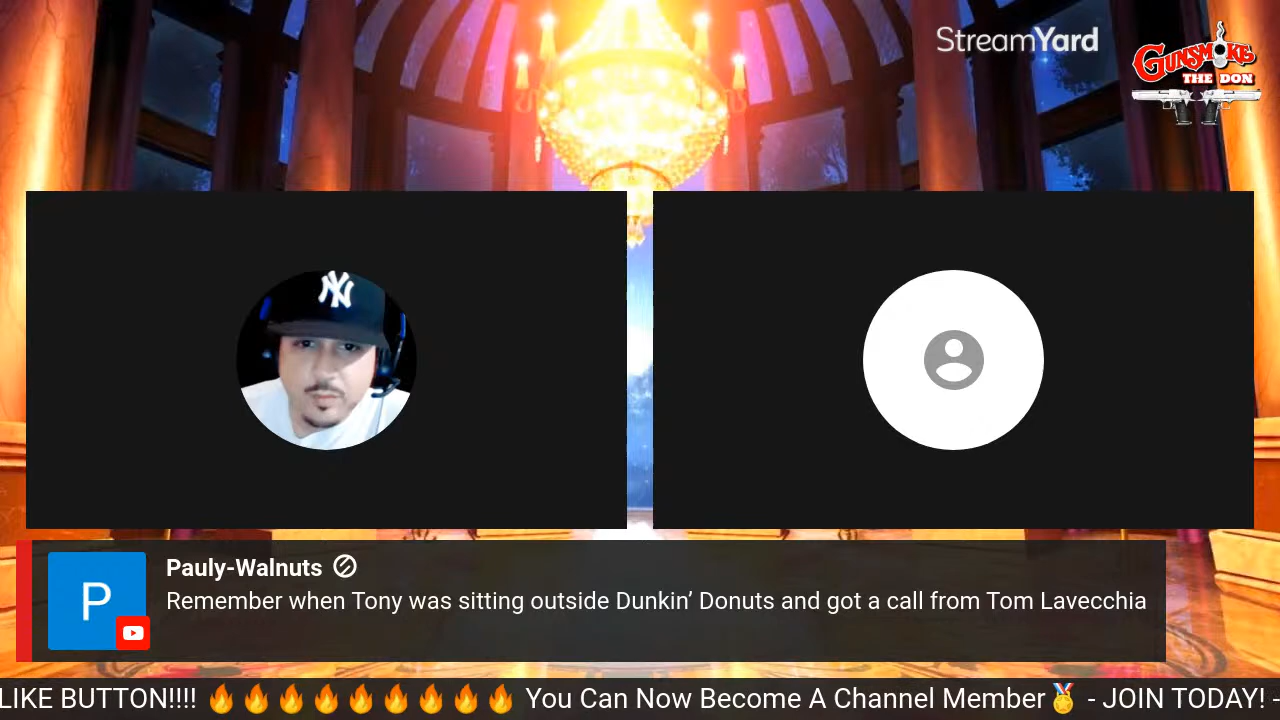 StreamYard
GUNSMOKE
THE DON
NY
P
Pauly-Walnuts
Remember when Tony was sitting outside Dunkin’ Donuts and got a call from Tom Lavecchia
LIKE BUTTON!!!! 🔥🔥🔥🔥🔥🔥🔥🔥🔥 You Can Now Become A Channel Member🏅 - JOIN TODAY! -